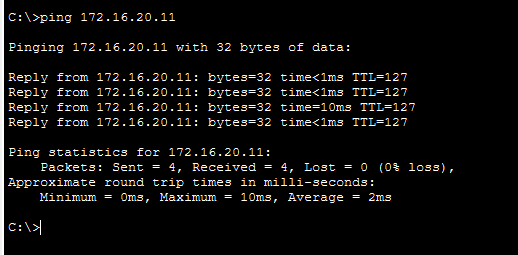 C:\>ping 172.16.20.11
Pinging 172.16.20.11 with 32 bytes of data:
Reply from 172.16.20.11: bytes=32 time<1ms TTL=127
Reply from 172.16.20.11: bytes=32 time<1ms TTL=127
Reply from 172.16.20.11: bytes=32 time=10ms TTL=127
Reply from 172.16.20.11: bytes=32 time<1ms TTL=127
Ping statistics for 172.16.20.11:
    Packets: Sent = 4, Received = 4, Lost = 0 (0% loss),
Approximate round trip times in milli-seconds:
    Minimum = 0ms, Maximum = 10ms, Average = 2ms
C:\>